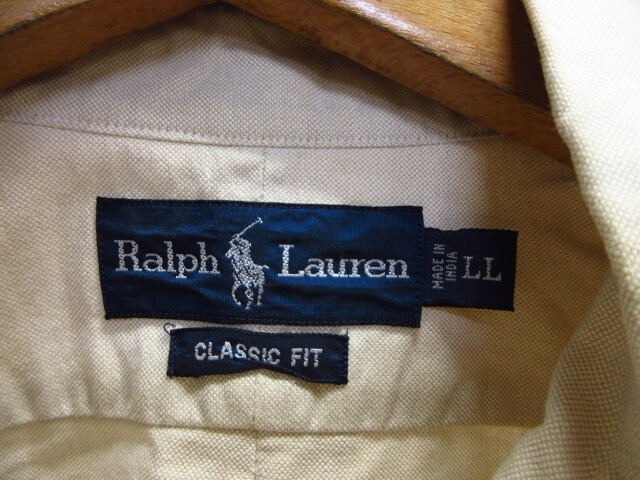 Ralph Lauren
MADE IN
INDIA
LL
CLASSIC FIT